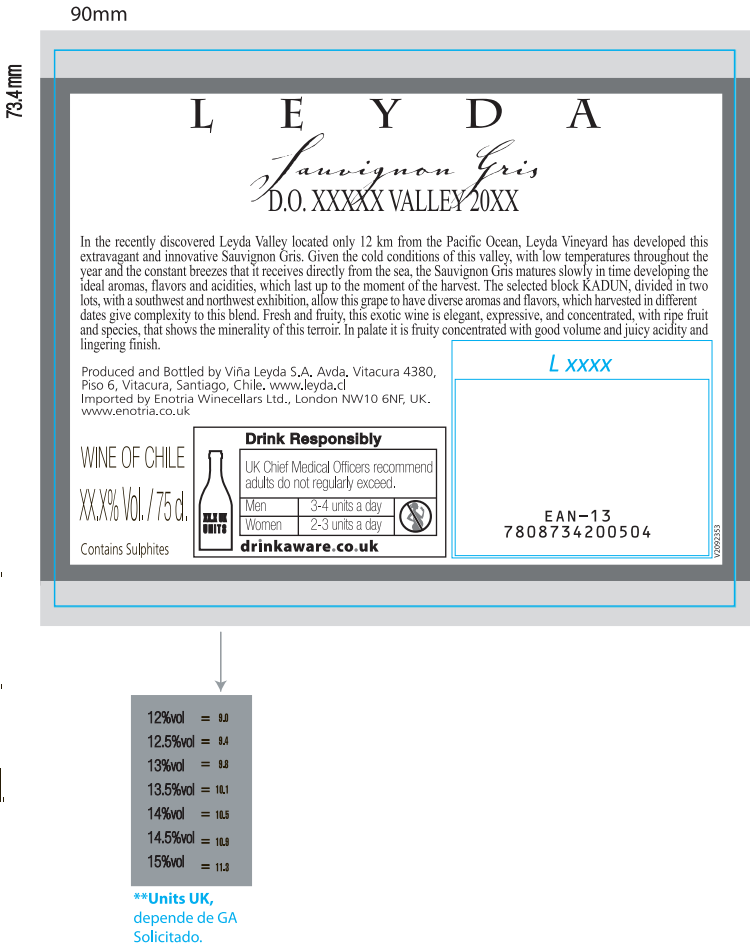 90mm
73.4 mm
L E Y D A
Sauvignon Gris
D.O. XXXXX VALLEY 20XX
In the recently discovered Leyda Valley located only 12 km from the Pacific Ocean, Leyda Vineyard has developed this
extravagant and innovative Sauvignon Gris. Given the cold conditions of this valley, with low temperatures throughout the
year and the constant breezes that it receives directly from the sea, the Sauvignon Gris matures slowly in time developing the
ideal aromas, flavors and acidities, which last up to the moment of the harvest. The selected block KADUN, divided in two
lots, with a southwest and northwest exhibition, allow this grape to have diverse aromas and flavors, which harvested in different
dates give complexity to this blend. Fresh and fruity, this exotic wine is elegant, expressive, and concentrated, with ripe fruit
and species, that shows the minerality of this terroir. In palate it is fruity concentrated with good volume and juicy acidity and
lingering finish.
Produced and Bottled by Viña Leyda S.A. Avda. Vitacura 4380,
Piso 6, Vitacura, Santiago, Chile. www.leyda.cl
Imported by Enotria Winecellars Ltd., London NW10 6NF, UK.
www.enotria.co.uk
L xxxx
WINE OF CHILE
XX.X% Vol. / 75 cl.
Contains Sulphites
XX.X UK
UNITS
Drink Responsibly
UK Chief Medical Officers recommend
adults do not regularly exceed.
Men 3-4 units a day
Women 2-3 units a day
drinkaware.co.uk
EAN-13
7808734200504
V2092353
12%vol = 9.0
12.5%vol = 9.4
13%vol = 9.8
13.5%vol = 10.1
14%vol = 10.5
14.5%vol = 10.9
15%vol = 11.3
**Units UK,
depende de GA
Solicitado.